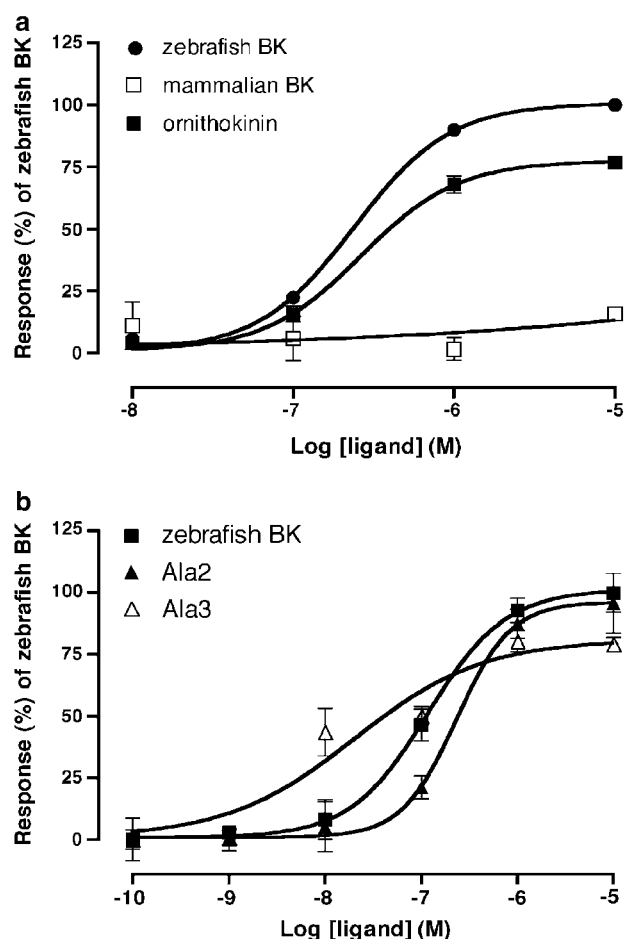 a
Response (%) of zebrafish BK
125
100
75
50
25
0
zebrafish BK
mammalian BK
ornithokinin
-8 -7 -6 -5
Log [ligand] (M)
b
Response (%) of zebrafish BK
125
100
75
50
25
0
zebrafish BK
Ala2
Ala3
-10 -9 -8 -7 -6 -5
Log [ligand] (M)